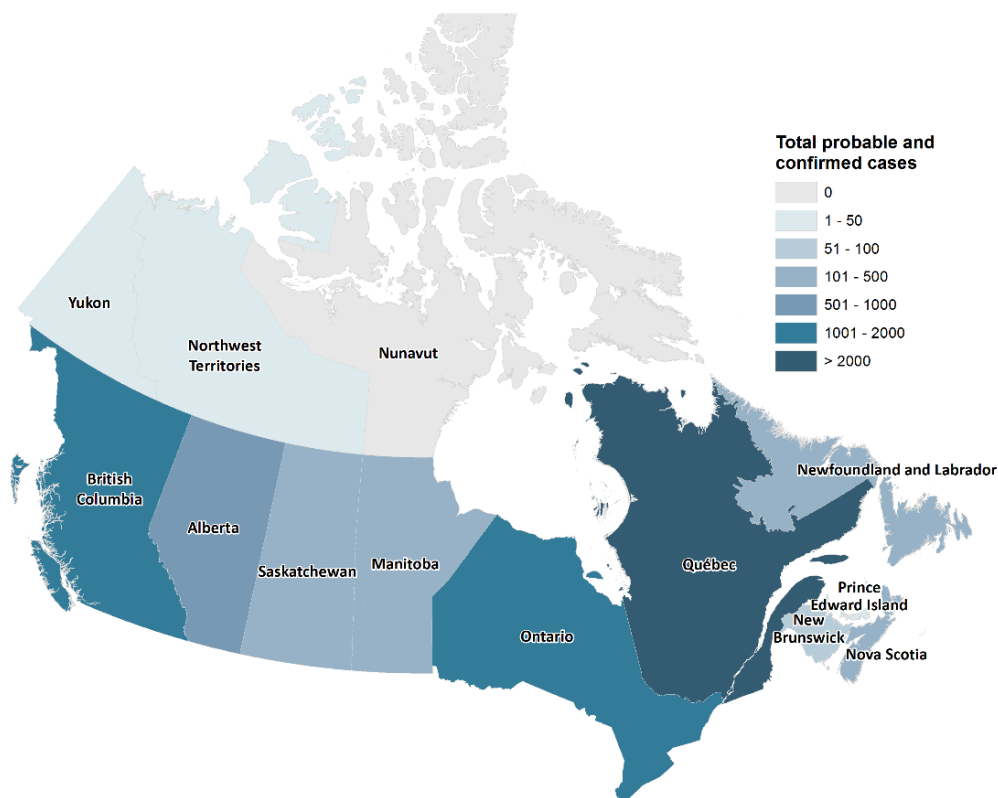 Total probable and
confirmed cases
0
1 - 50
51 - 100
101 - 500
501 - 1000
1001 - 2000
> 2000
Yukon
Northwest
Territories
Nunavut
British
Columbia
Alberta
Saskatchewan
Manitoba
Ontario
Québec
Newfoundland and Labrador
Prince
Edward Island
New
Brunswick
Nova Scotia